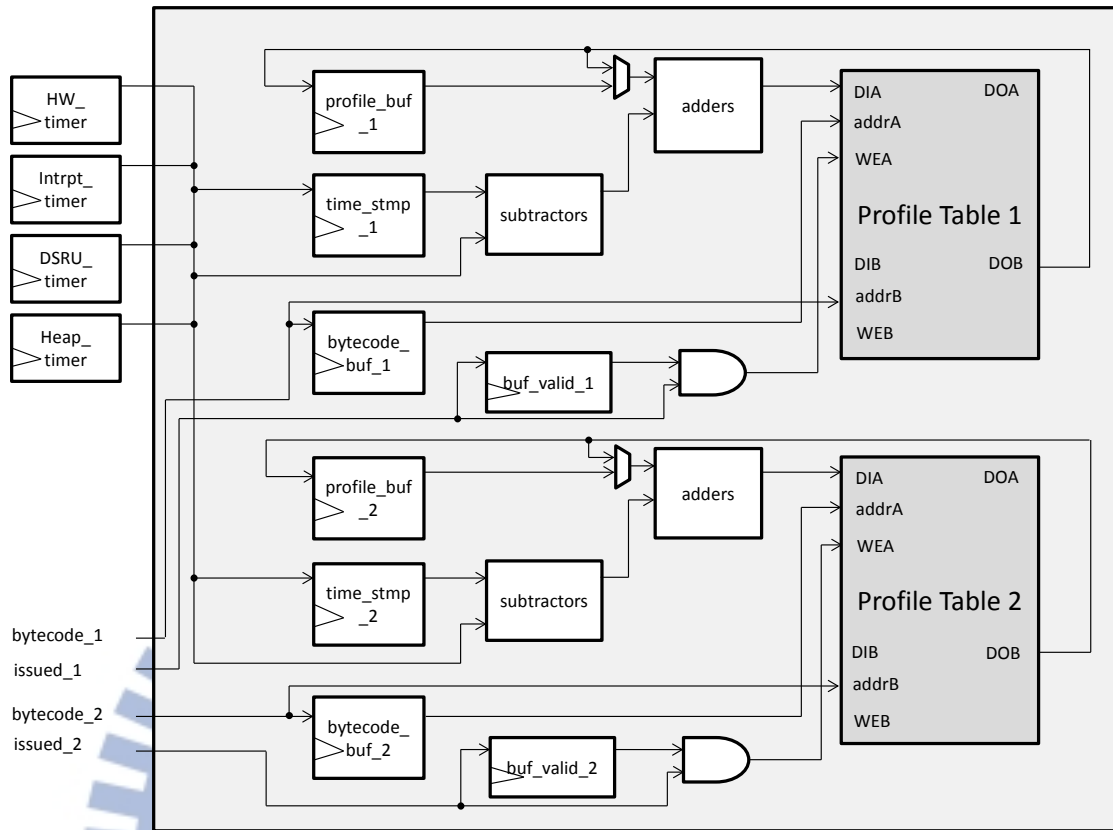 HW_
timer
Intrpt_
timer
DSRU_
timer
Heap_
timer
profile_buf
_1
adders
time_stmp
_1
subtractors
bytecode_
buf_1
buf_valid_1
DIA
DOA
addrA
WEA
Profile Table 1
DIB
DOB
addrB
WEB
profile_buf
_2
adders
time_stmp
_2
subtractors
bytecode_
buf_2
buf_valid_2
DIA
DOA
addrA
WEA
Profile Table 2
DIB
DOB
addrB
WEB
bytecode_1
issued_1
bytecode_2
issued_2